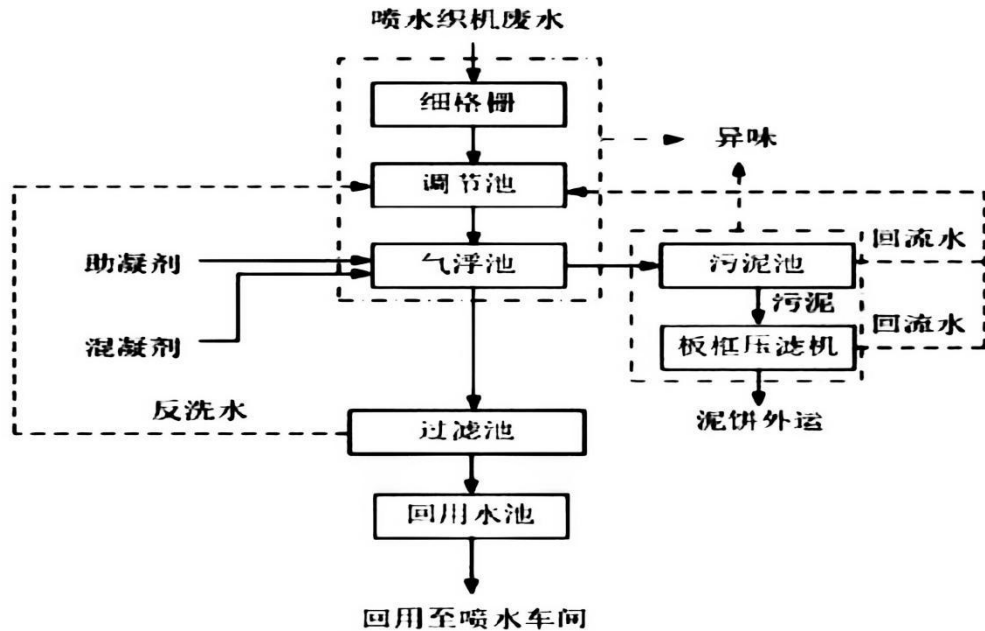 喷水织机废水
细格栅
异味
调节池
助凝剂
气浮池
污泥池
回流水
污泥
混凝剂
板框压滤机
回流水
反洗水
过滤池
泥饼外运
回用水池
回用至喷水车间